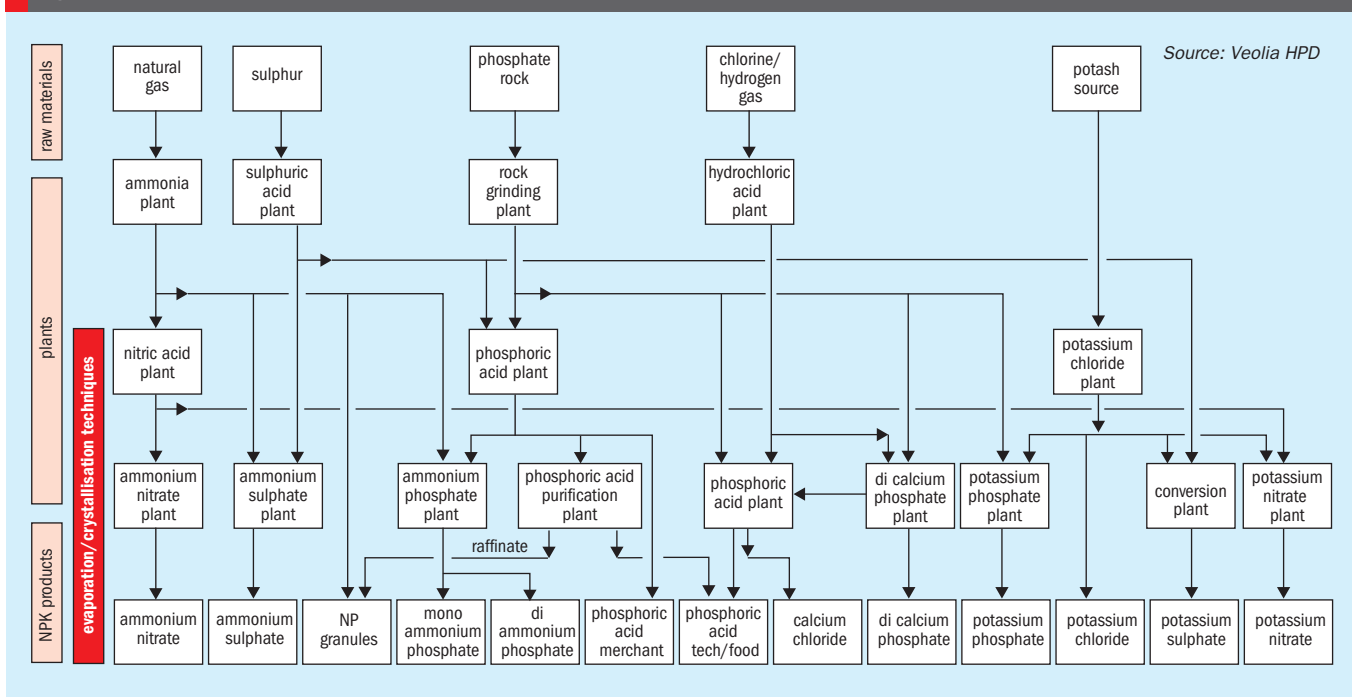 Source: Veolia HPD
raw materials
natural
gas
sulphur
phosphate
rock
chlorine/
hydrogen
gas
potash
source
plants
ammonia
plant
sulphuric
acid
plant
rock
grinding
plant
hydrochloric
acid
plant
evaporation/crystallisation techniques
nitric acid
plant
phosphoric
acid plant
potassium
chloride
plant
ammonium
nitrate
plant
ammonium
sulphate
plant
ammonium
phosphate
plant
phosphoric acid
purification
plant
phosphoric
acid plant
di calcium
phosphate
plant
potassium
phosphate
plant
conversion
plant
potassium
nitrate
plant
raffinate
NPK products
ammonium
nitrate
ammonium
sulphate
NP
granules
mono
ammonium
phosphate
di
ammonium
phosphate
phosphoric
acid
merchant
phosphoric
acid
tech/food
calcium
chloride
di calcium
phosphate
potassium
phosphate
potassium
chloride
potassium
sulphate
potassium
nitrate